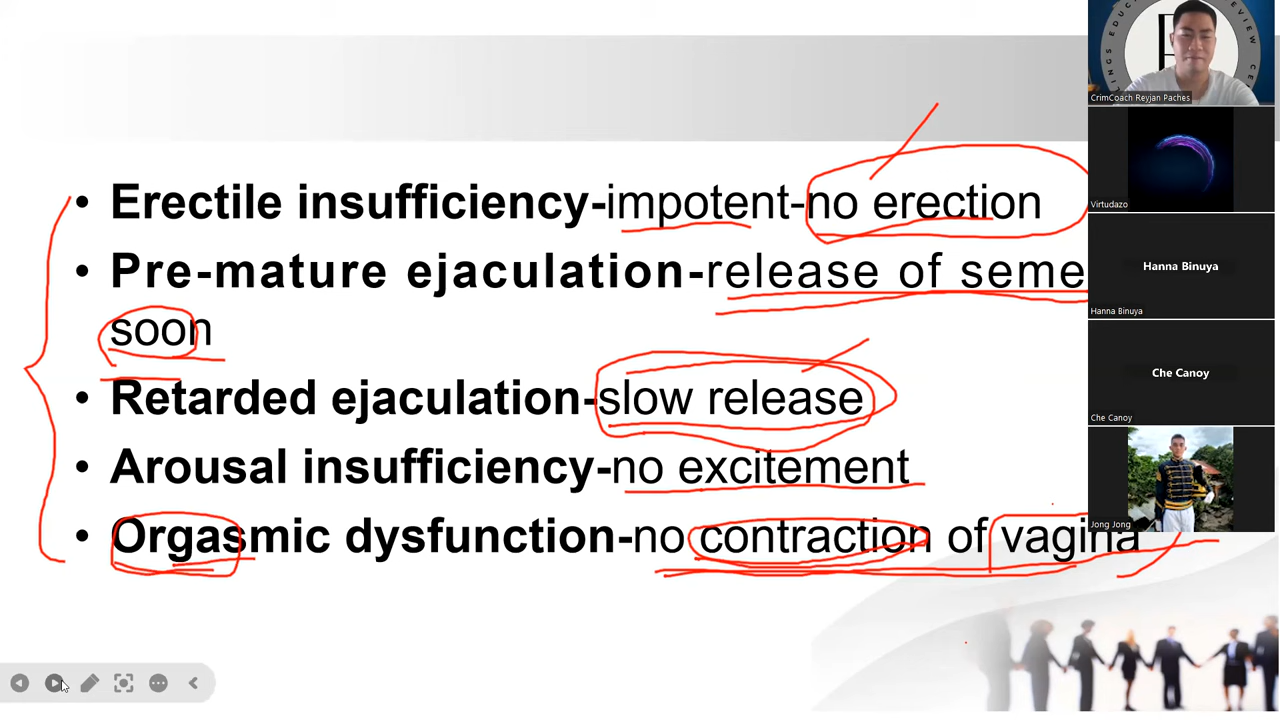 CrimCoach Reyjan Paches
• Erectile insufficiency-impotent-no erection
Virtudazo
• Pre-mature ejaculation-release of seme
Hanna Binuya
Hanna Binuya
soon
• Retarded ejaculation-slow release
Che Canoy
Che Canoy
• Arousal insufficiency-no excitement
Jong Jong
• Orgasmic dysfunction-no contraction of vagina